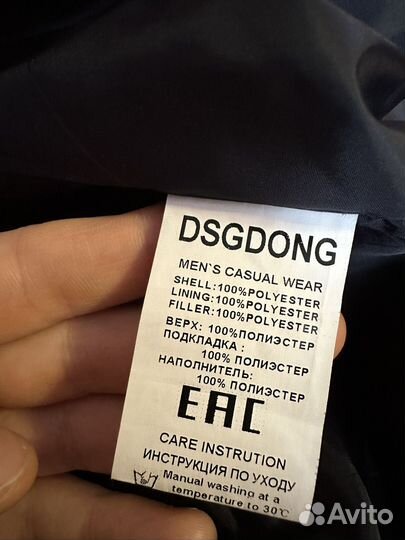 DSGDONG
MEN`S CASUAL WEAR
SHELL:100%POLYESTER
LINING:100%POLYESTER
FILLER:100%POLYESTER
ВЕРХ: 100%ПОЛИЭСТЕР
ПОДКЛАДКА :
100% ПОЛИЭСТЕР
НАПОЛНИТЕЛЬ:
100% ПОЛИЭСТЕР
EAC
CARE INSTRUTION
ИНСТРУКЦИЯ ПО УХОДУ
Manual washing at a
temperature to 30℃
Avito